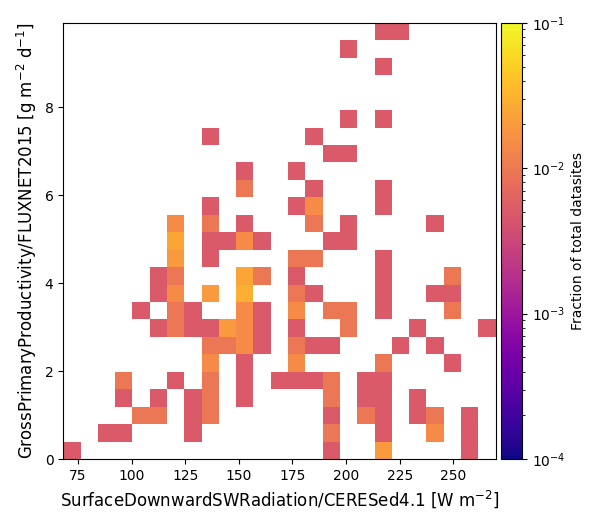 GrossPrimaryProductivity/FLUXNET2015 [g m⁻² d⁻¹]
8
6
4
2
0
75 100 125 150 175 200 225 250
SurfaceDownwardSWRadiation/CERESed4.1 [W m⁻²]
10⁻¹
10⁻²
10⁻³
10⁻⁴
Fraction of total datasites